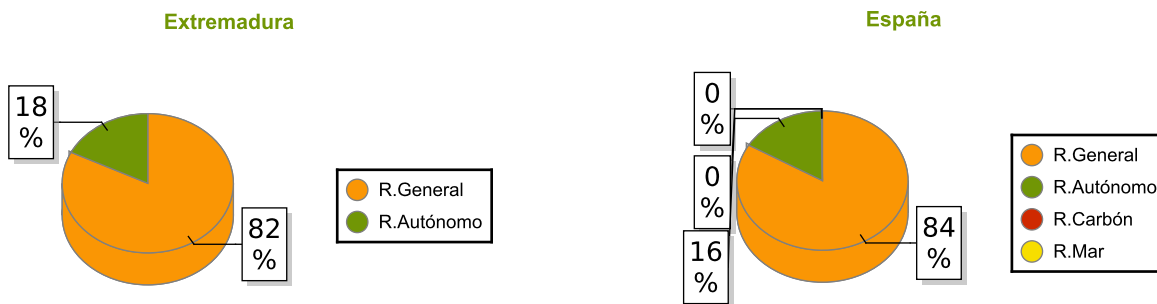 Extremadura
18
%
82
%
R.General
R.Autónomo
España
0
%
0
%
16
%
84
%
R.General
R.Autónomo
R.Carbón
R.Mar